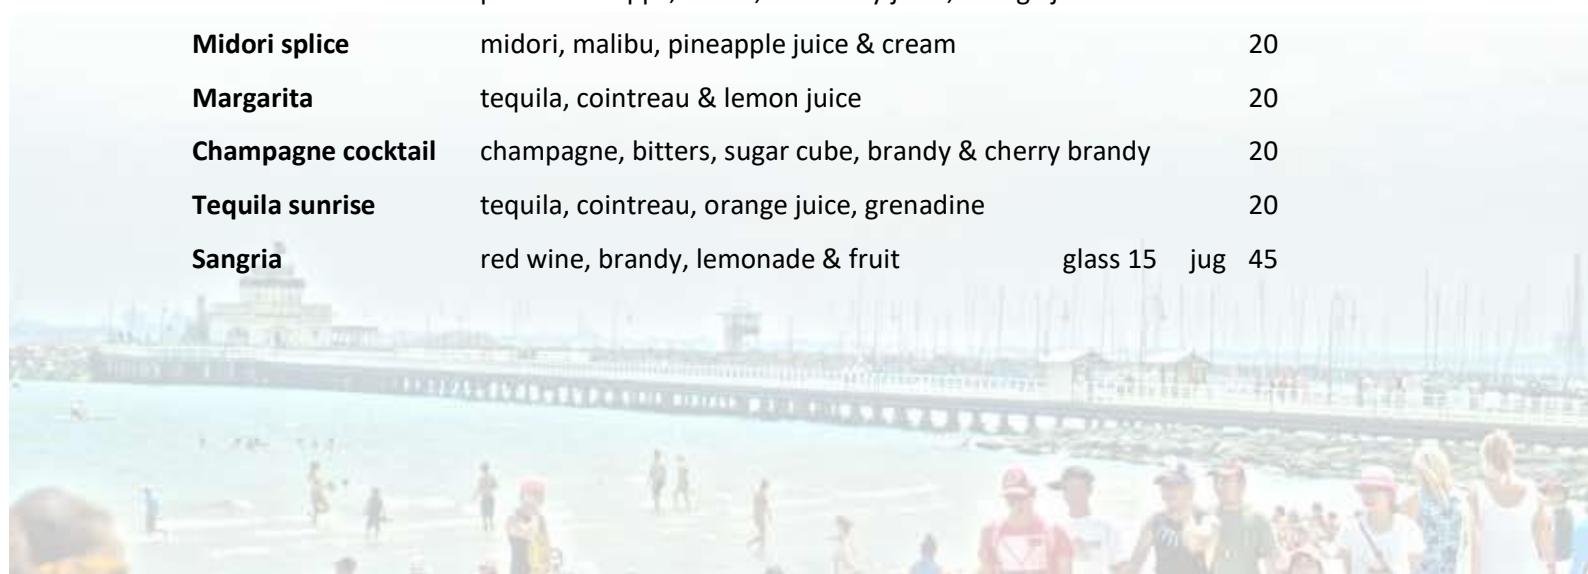 Midori splice midori, malibu, pineapple juice & cream 20
Margarita tequila, cointreau & lemon juice 20
Champagne cocktail champagne, bitters, sugar cube, brandy & cherry brandy 20
Tequila sunrise tequila, cointreau, orange juice, grenadine 20
Sangria red wine, brandy, lemonade & fruit glass 15 jug 45